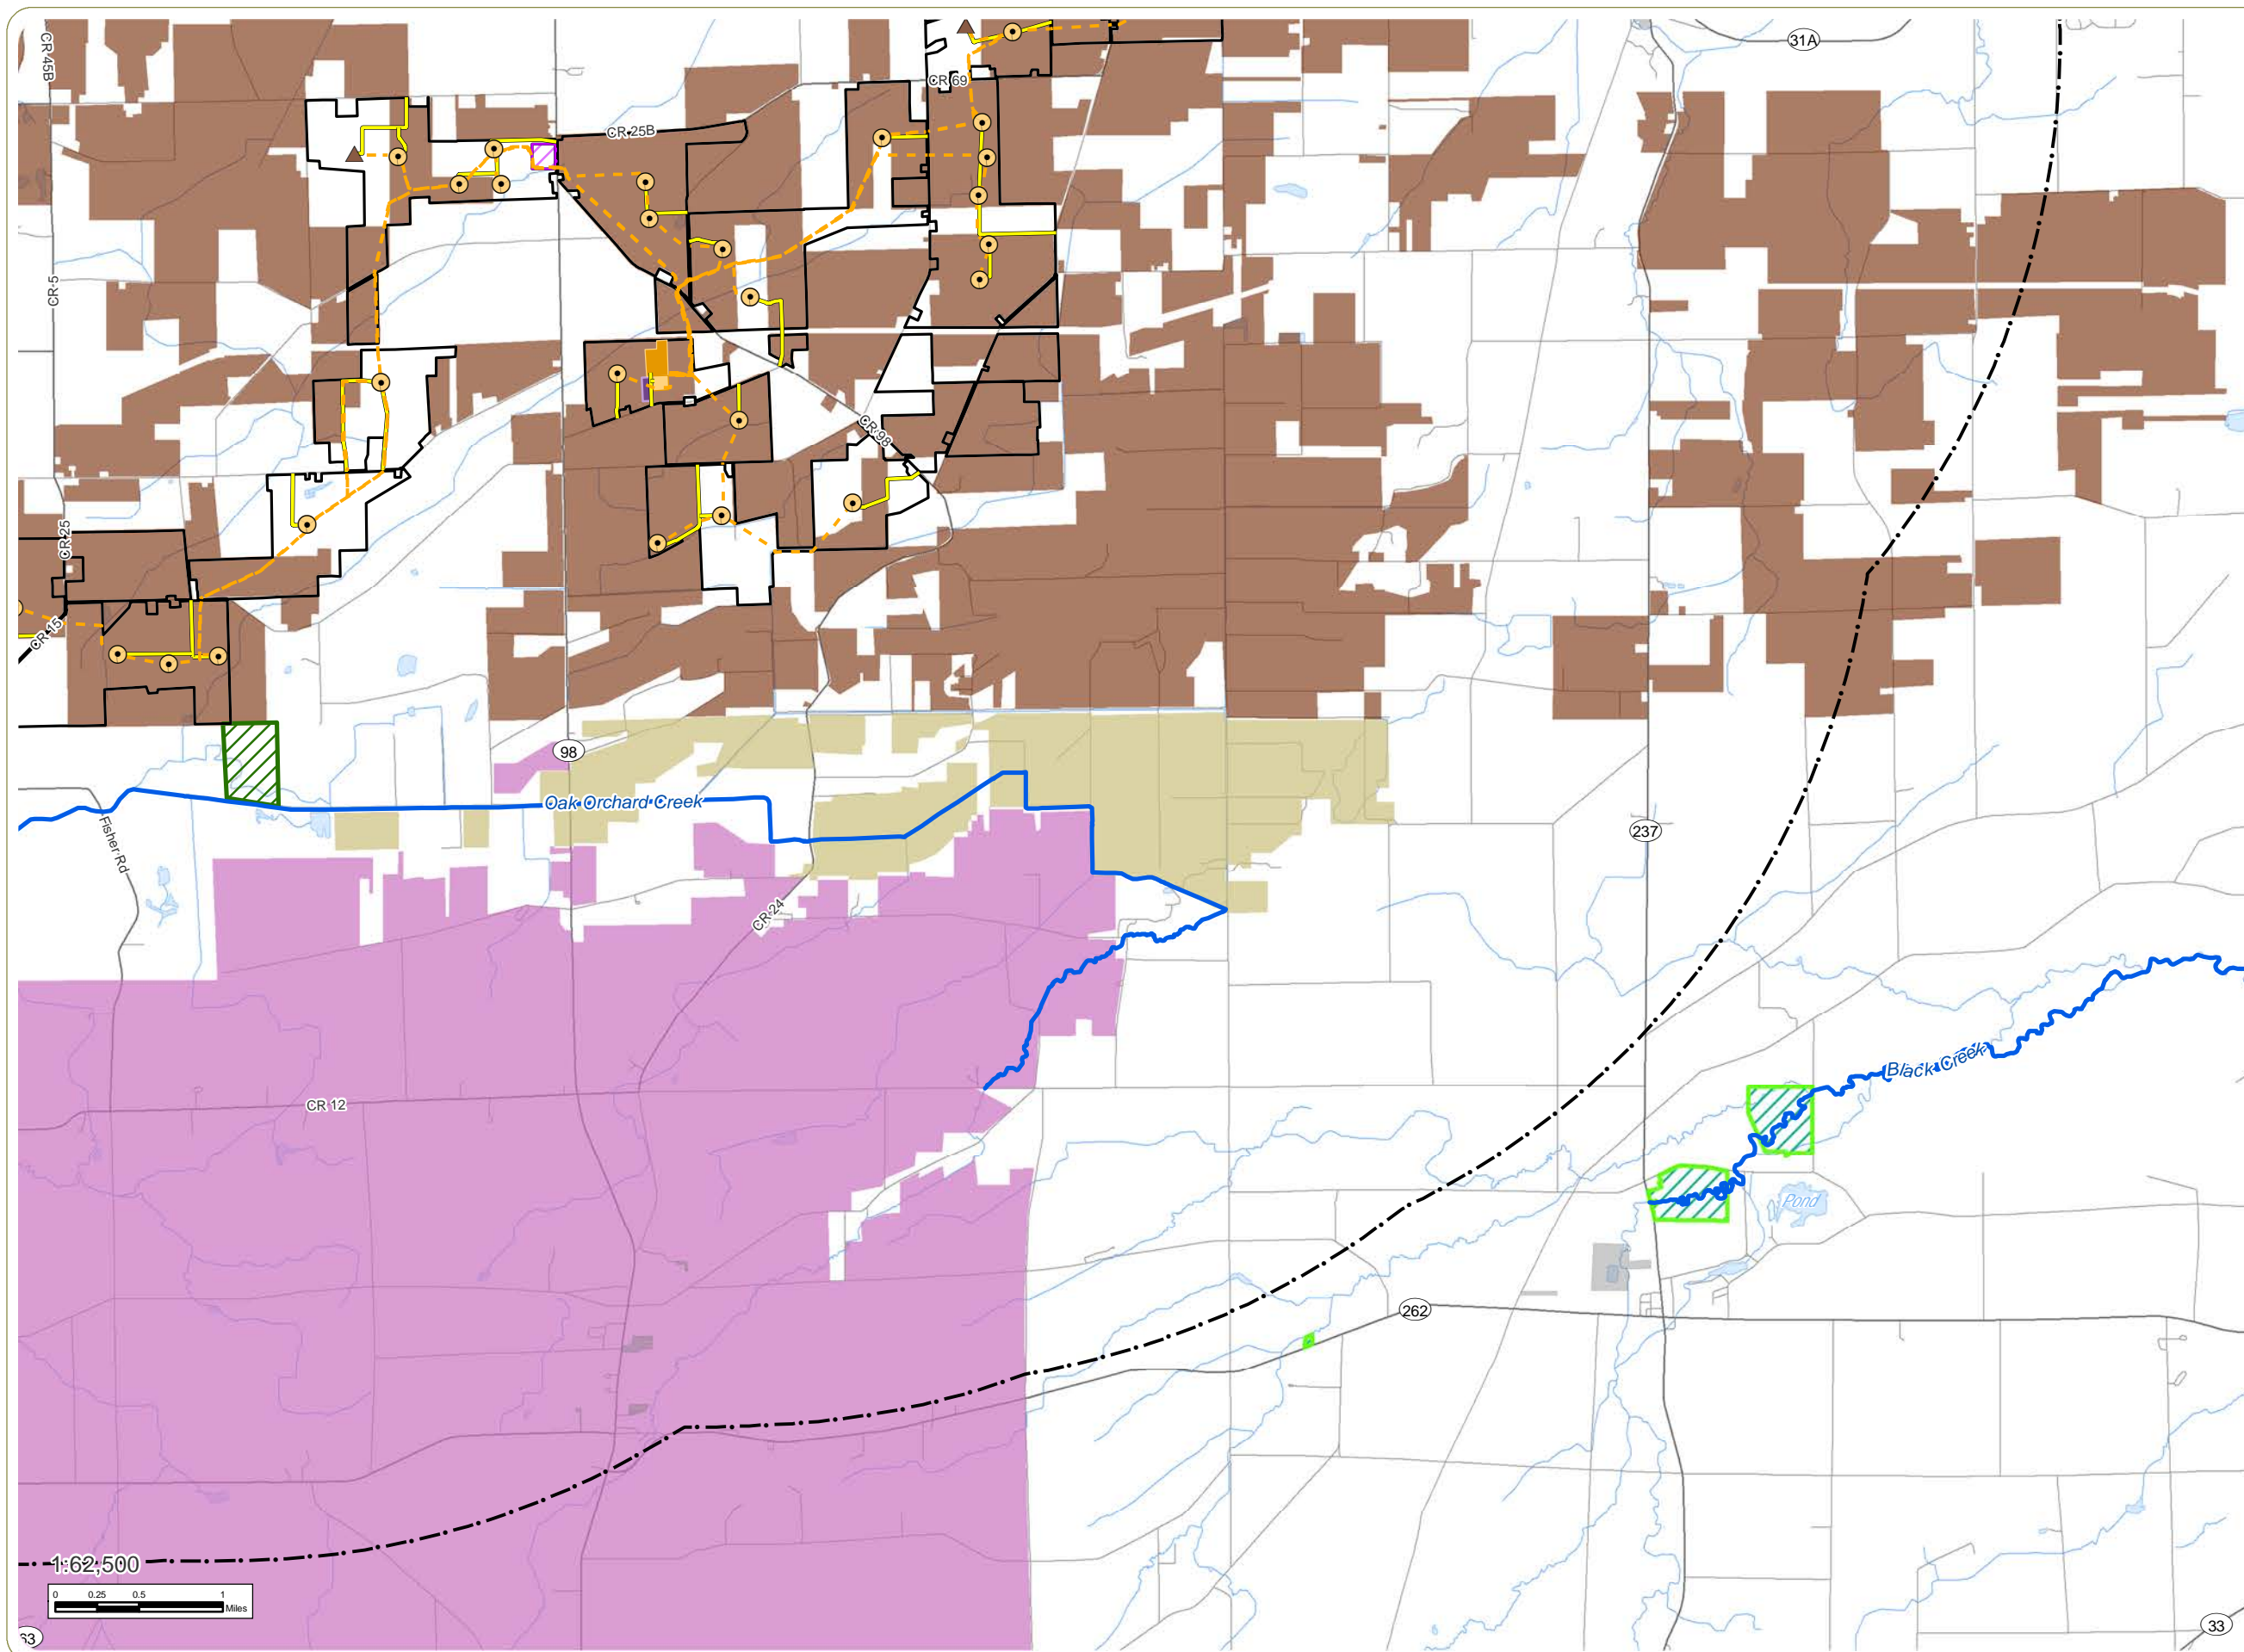 CR 45B
31A
CR 69
CR 25B
CR 5
CR 98
CR 25
CR 15
98
Oak Orchard Creek
237
Fisher Rd
CR 24
Black Creek
CR 12
Pond
262
1:62,500
0 0.25 0.5 1
Miles
63
33